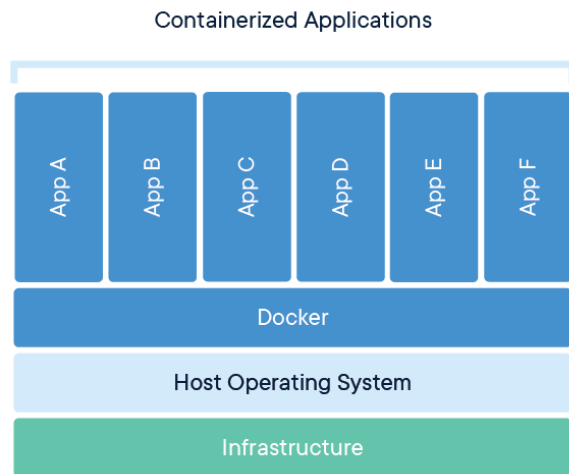 Containerized Applications
App A
App B
App C
App D
App E
App F
Docker
Host Operating System
Infrastructure